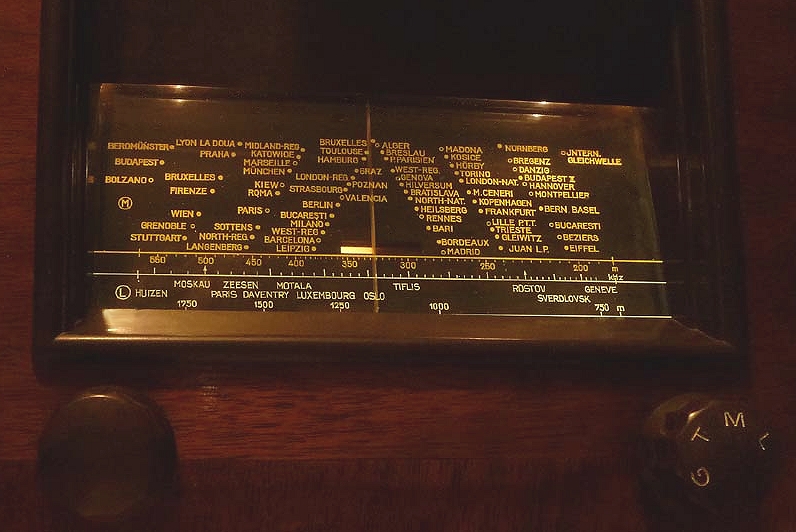 BEROMÜNSTER LYON LA DOUA MIDLAND-REG. BRUXELLES ALGER MADONA NÜRNBERG JNTERN.
PRAHA KATOWICE TOULOUSE BRESLAU KOSICE GLEICHWELLE
BUDAPEST MARSEILLE HAMBURG P.PARISIEN HÖRBY BREGENZ
MÜNCHEN GRAZ WEST-REG. TORINO DANZIG
BOLZANO BRUXELLES LONDON-REG. GENOVA LONDON-NAT. BUDAPEST II
KIEW POZNAN HILVERSUM HANNOVER
FIRENZE ROMA STRASBOURG BRATISLAVA M.CENERI MONTPELLIER
M VALENCIA NORTH-NAT. KOPENHAGEN
WIEN PARIS BERLIN HEILSBERG FRANKFURT BERN. BASEL
BUCAREST I RENNES
GRENOBLE SOTTENS MILANO BARI LILLE P.T.T. BUCAREST I
WEST-REG. TRIESTE
STUTTGART NORTH-REG. BARCELONA BORDEAUX GLEIWITZ BEZIERS
LANGENBERG LEIPZIG MADRID JUAN L.P. EIFFEL
550 500 450 400 350 300 250 200 m
kHz
MOSKAU ZEESEN MOTALA TIFLIS ROSTOV GENEVE
L HUIZEN PARIS DAVENTRY LUXEMBOURG OSLO SVERDLOVSK
1750 1500 1250 1000 750 m
T M L